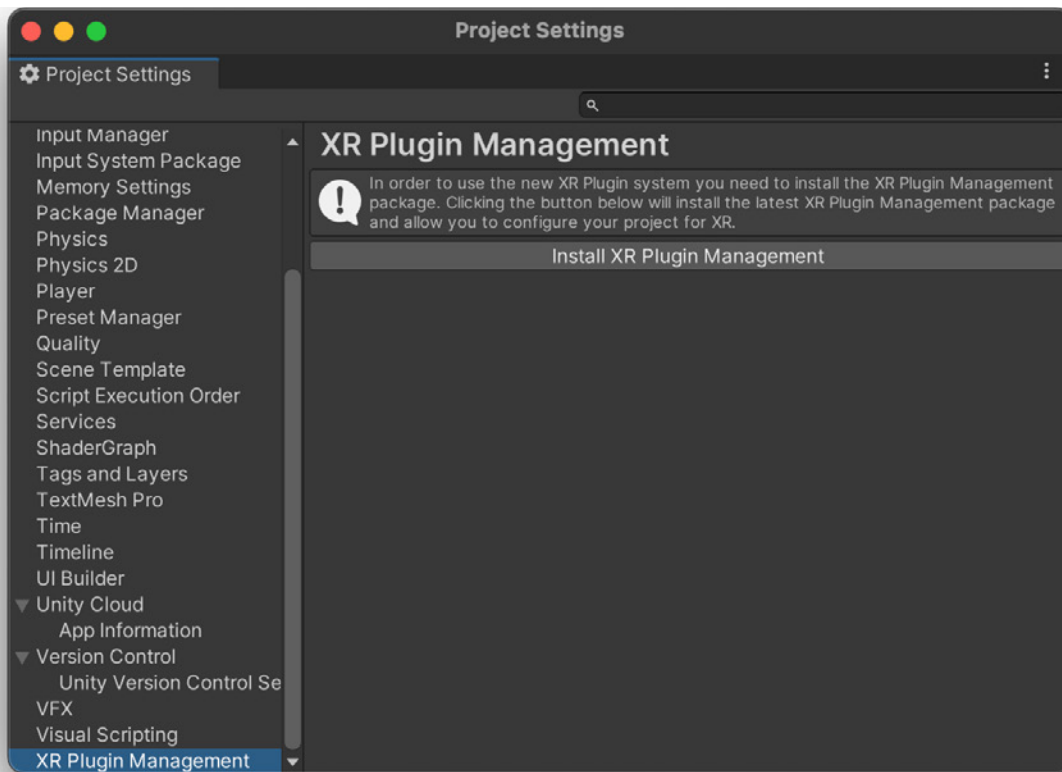 Project Settings
Project Settings
Input Manager
Input System Package
Memory Settings
Package Manager
Physics
Physics 2D
Player
Preset Manager
Quality
Scene Template
Script Execution Order
Services
ShaderGraph
Tags and Layers
TextMesh Pro
Time
Timeline
UI Builder
Unity Cloud
App Information
Version Control
Unity Version Control Se
VFX
Visual Scripting
XR Plugin Management
XR Plugin Management
In order to use the new XR Plugin system you need to install the XR Plugin Management
package. Clicking the button below will install the latest XR Plugin Management package
and allow you to configure your project for XR.
Install XR Plugin Management